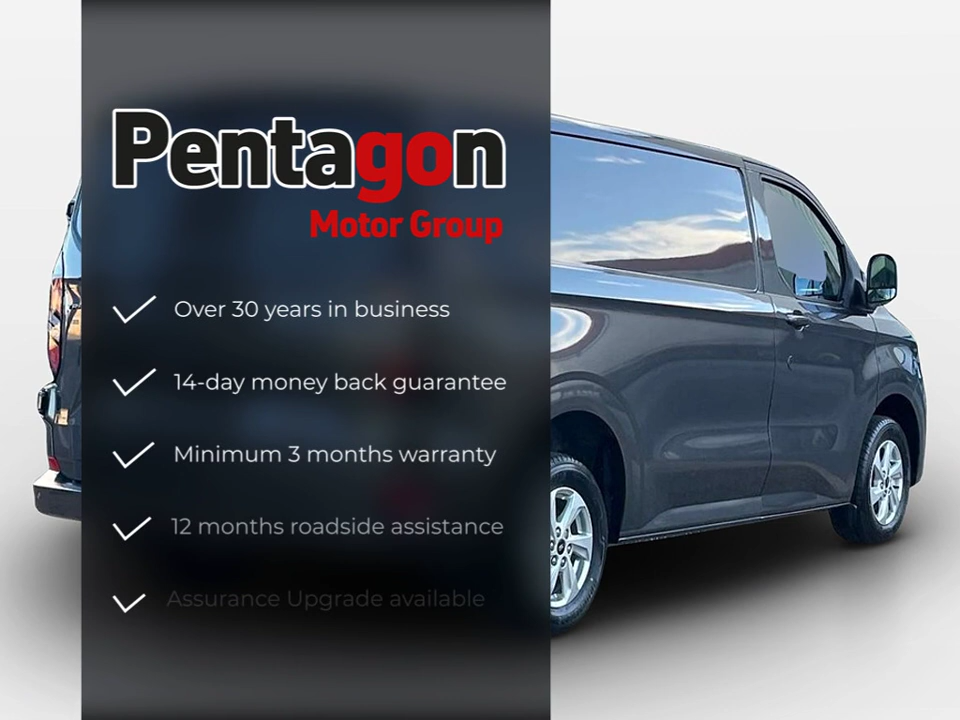 Pentagon
Motor Group
Over 30 years in business
14-day money back guarantee
Minimum 3 months warranty
12 months roadside assistance
Assurance Upgrade available